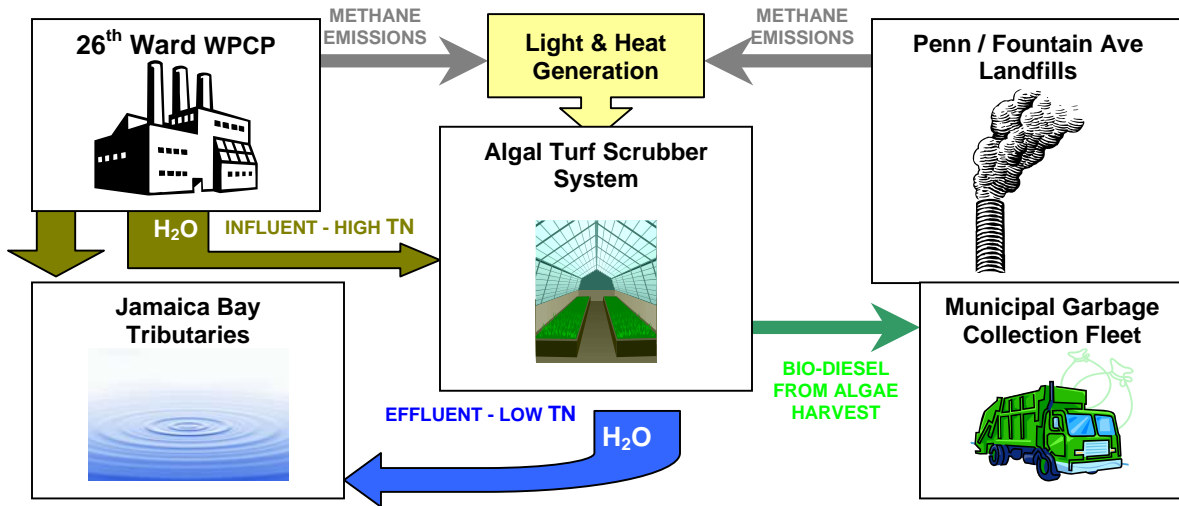 26th Ward WPCP
METHANE
EMISSIONS
Light & Heat
Generation
METHANE
EMISSIONS
Penn / Fountain Ave
Landfills
Algal Turf Scrubber
System
H2O
INFLUENT - HIGH TN
Jamaica Bay
Tributaries
Municipal Garbage
Collection Fleet
BIO-DIESEL
FROM ALGAE
HARVEST
EFFLUENT - LOW TN
H2O